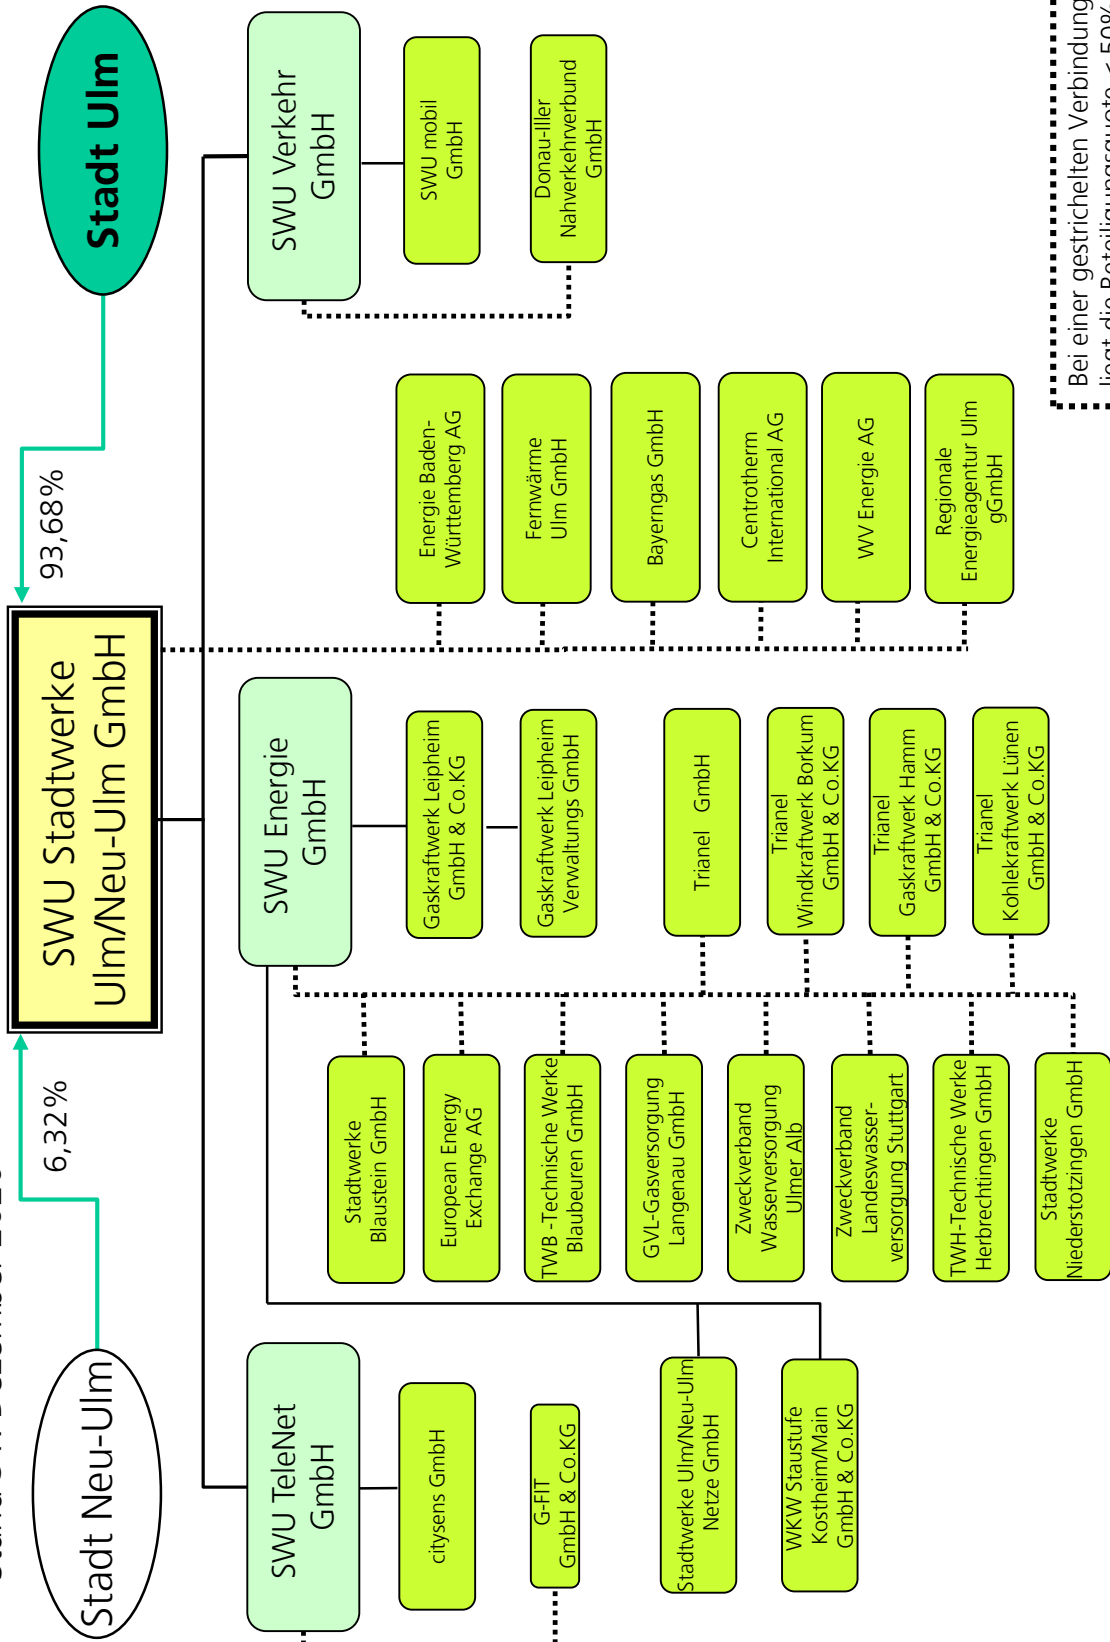 Stadt Neu-Ulm
6,32%
SWU Stadtwerke
Ulm/Neu-Ulm GmbH
93,68%
Stadt Ulm
SWU TeleNet
GmbH
citysens GmbH
G-FIT
GmbH & Co.KG
SWU Energie
GmbH
Stadtwerke Ulm/Neu-Ulm
Netze GmbH
WKW Staustufe
Kostheim/Main
GmbH & Co.KG
Stadtwerke
Blaustein GmbH
European Energy
Exchange AG
TWB -Technische Werke
Blaubeuren GmbH
GVL-Gasversorgung
Langenau GmbH
Zweckverband
Wasserversorgung
Ulmer Alb
Zweckverband
Landeswasser-
versorgung Stuttgart
TWH-Technische Werke
Herbrechtingen GmbH
Stadtwerke
Niederstotzingen GmbH
Gaskraftwerk Leipheim
GmbH & Co.KG
Gaskraftwerk Leipheim
Verwaltungs GmbH
Trianel GmbH
Trianel
Windkraftwerk Borkum
GmbH & Co.KG
Trianel
Gaskraftwerk Hamm
GmbH & Co.KG
Trianel
Kohlekraftwerk Lünen
GmbH & Co.KG
Energie Baden-
Württemberg AG
Fernwärme
Ulm GmbH
Bayerngas GmbH
Centrotherm
International AG
WV Energie AG
Regionale
Energieagentur Ulm
gGmbH
SWU Verkehr
GmbH
SWU mobil
GmbH
Donau-Iller
Nahverkehrverbund
GmbH
Bei einer gestrichelten Verbindung
liegt die Beteiligungsquote < 50%